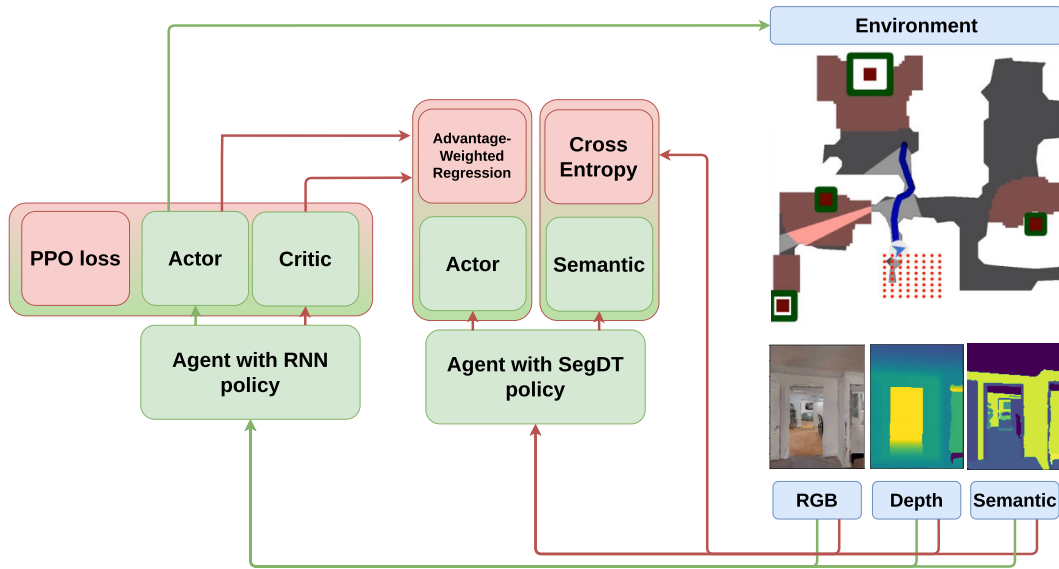 Environment
Advantage-
Weighted
Regression
Cross
Entropy
PPO loss
Actor
Critic
Actor
Semantic
Agent with RNN
policy
Agent with SegDT
policy
RGB
Depth
Semantic